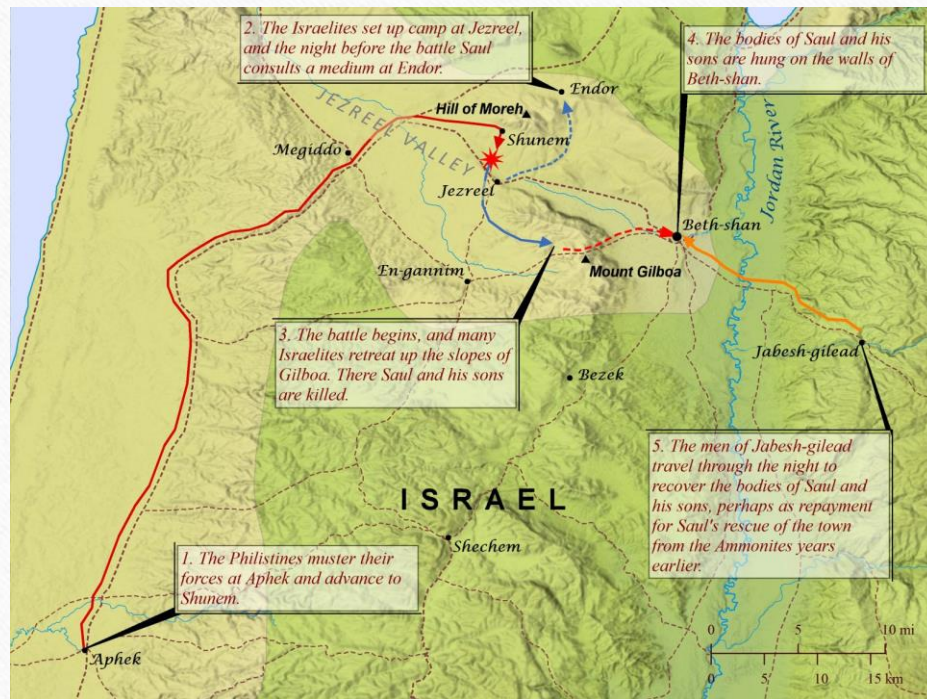 2. The Israelites set up camp at Jezreel,
and the night before the battle Saul
consults a medium at Endor.
4. The bodies of Saul and his
sons are hung on the walls of
Beth-shan.
Endor
Hill of Moreh
Shunem
JEZREEL VALLEY
Megiddo
Jezreel
Jordan River
Beth-shan
En-gannim
Mount Gilboa
3. The battle begins, and many
Israelites retreat up the slopes of
Gilboa. There Saul and his sons
are killed.
Jabesh-gilead
Bezek
5. The men of Jabesh-gilead
travel through the night to
recover the bodies of Saul and
his sons, perhaps as repayment
for Saul's rescue of the town
from the Ammonites years
earlier.
ISRAEL
Shechem
1. The Philistines muster their
forces at Aphek and advance to
Shunem.
Aphek
0 5 10 mi
0 5 10 15 km